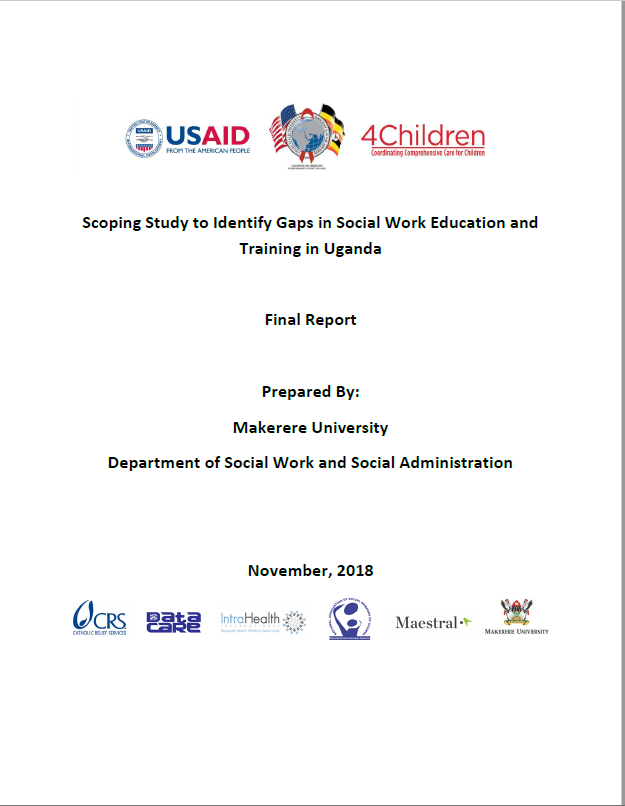 USAID
USAID
FROM THE AMERICAN PEOPLE
4Children
Coordinating Comprehensive Care for Children
Scoping Study to Identify Gaps in Social Work Education and
Training in Uganda
Final Report
Prepared By:
Makerere University
Department of Social Work and Social Administration
November, 2018
CRS
CATHOLIC RELIEF SERVICES
DATA
CARE
IntraHealth
INTERNATIONAL
Maestral
MAKERERE UNIVERSITY